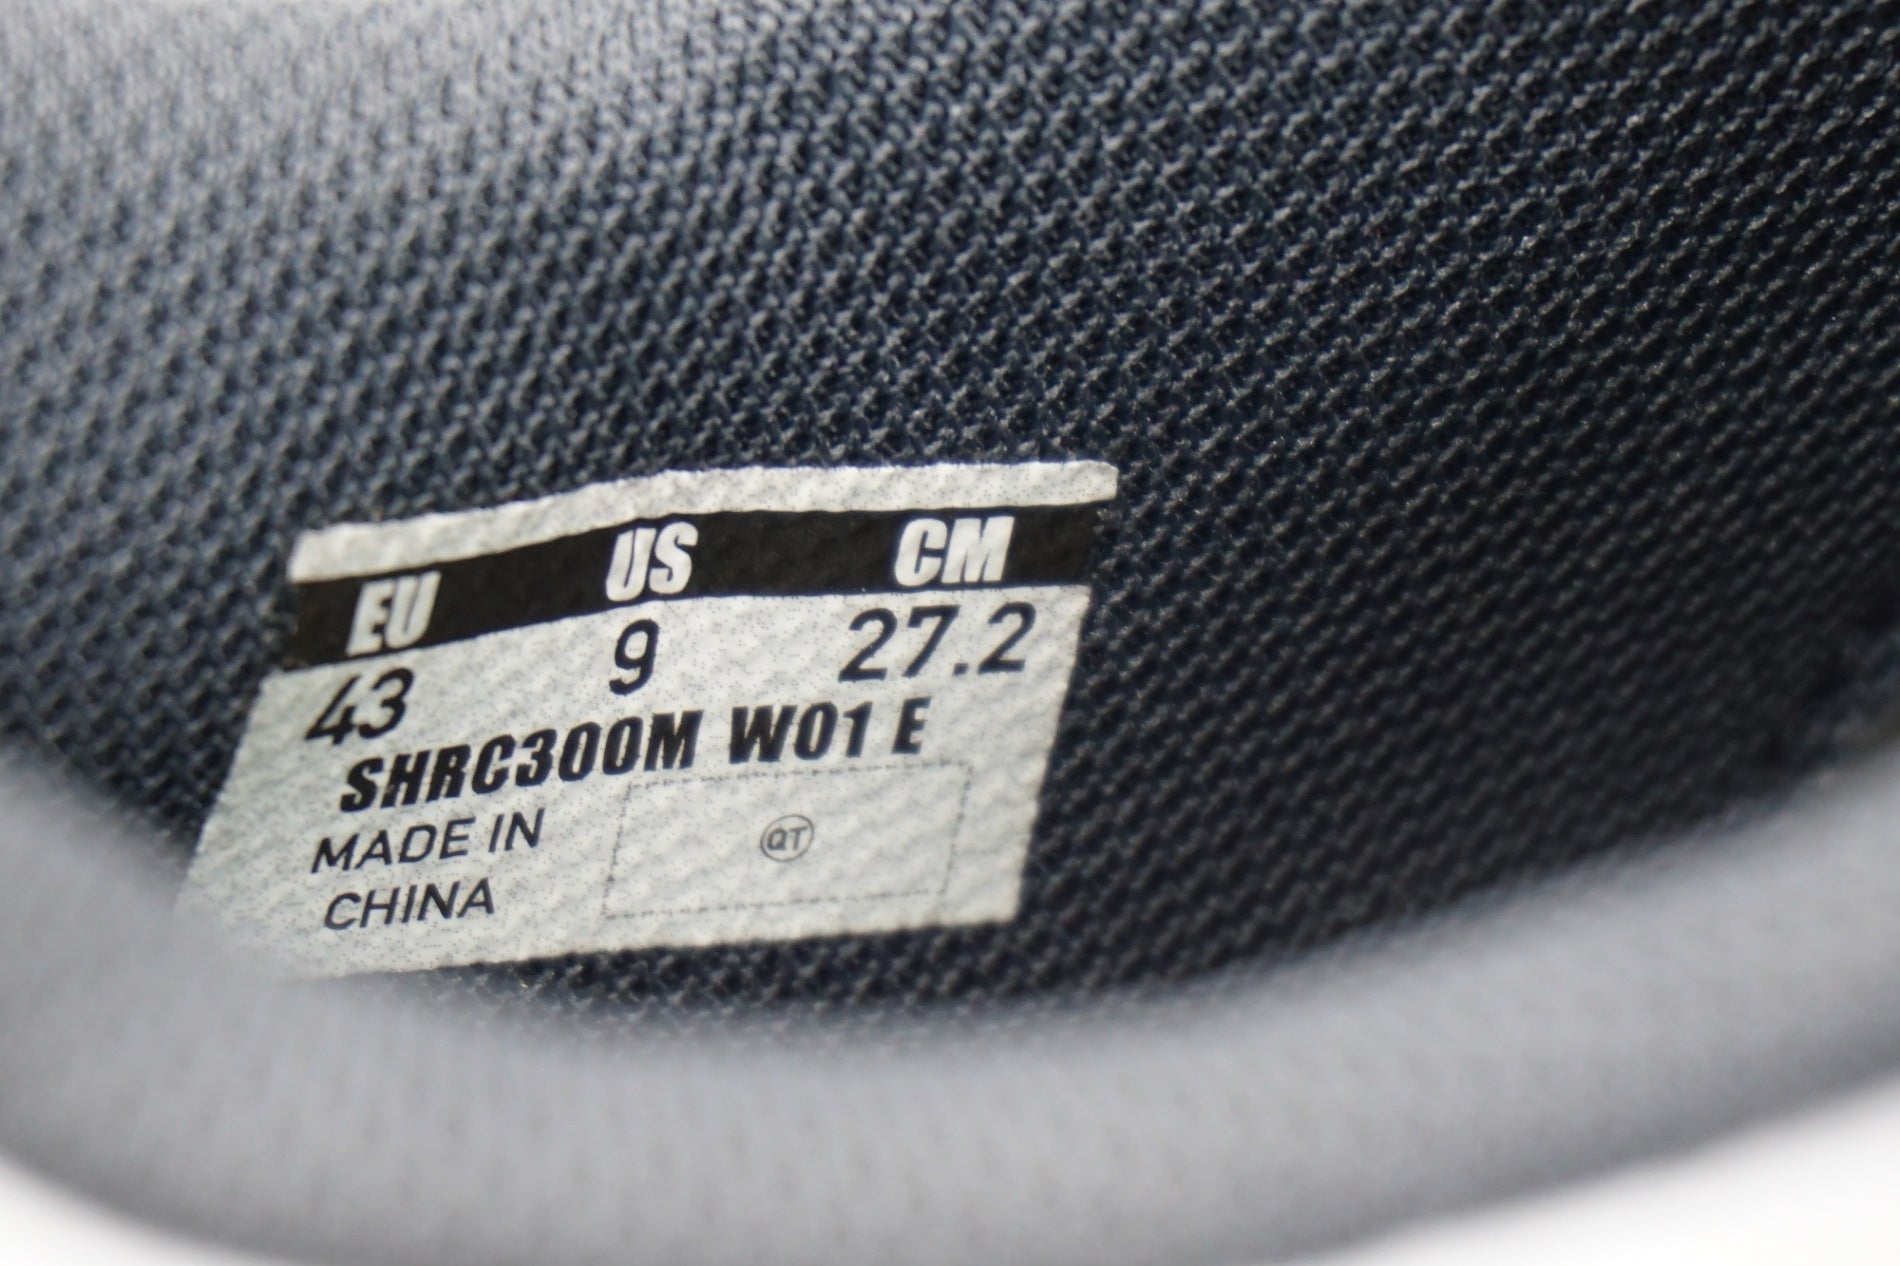 EU US CM
43 9 27.2
SHRC300M W01 E
MADE IN
CHINA
QT